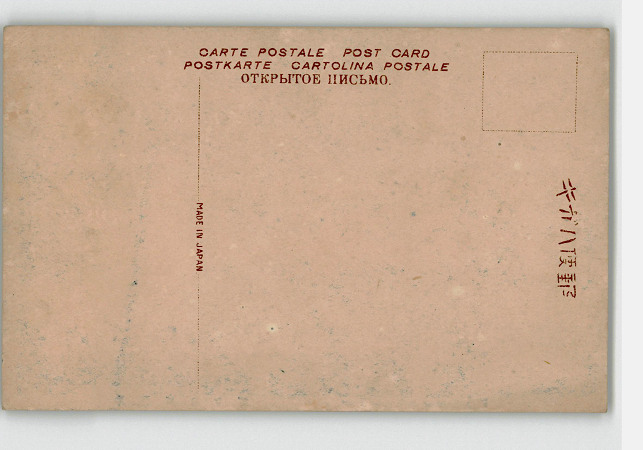 CARTE POSTALE POST CARD
POSTKARTE CARTOLINA POSTALE
ОТКРЫТОЕ ПИСЬМО.
MADE IN JAPAN